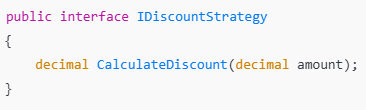 public interface IDiscountStrategy
{
    decimal CalculateDiscount(decimal amount);
}